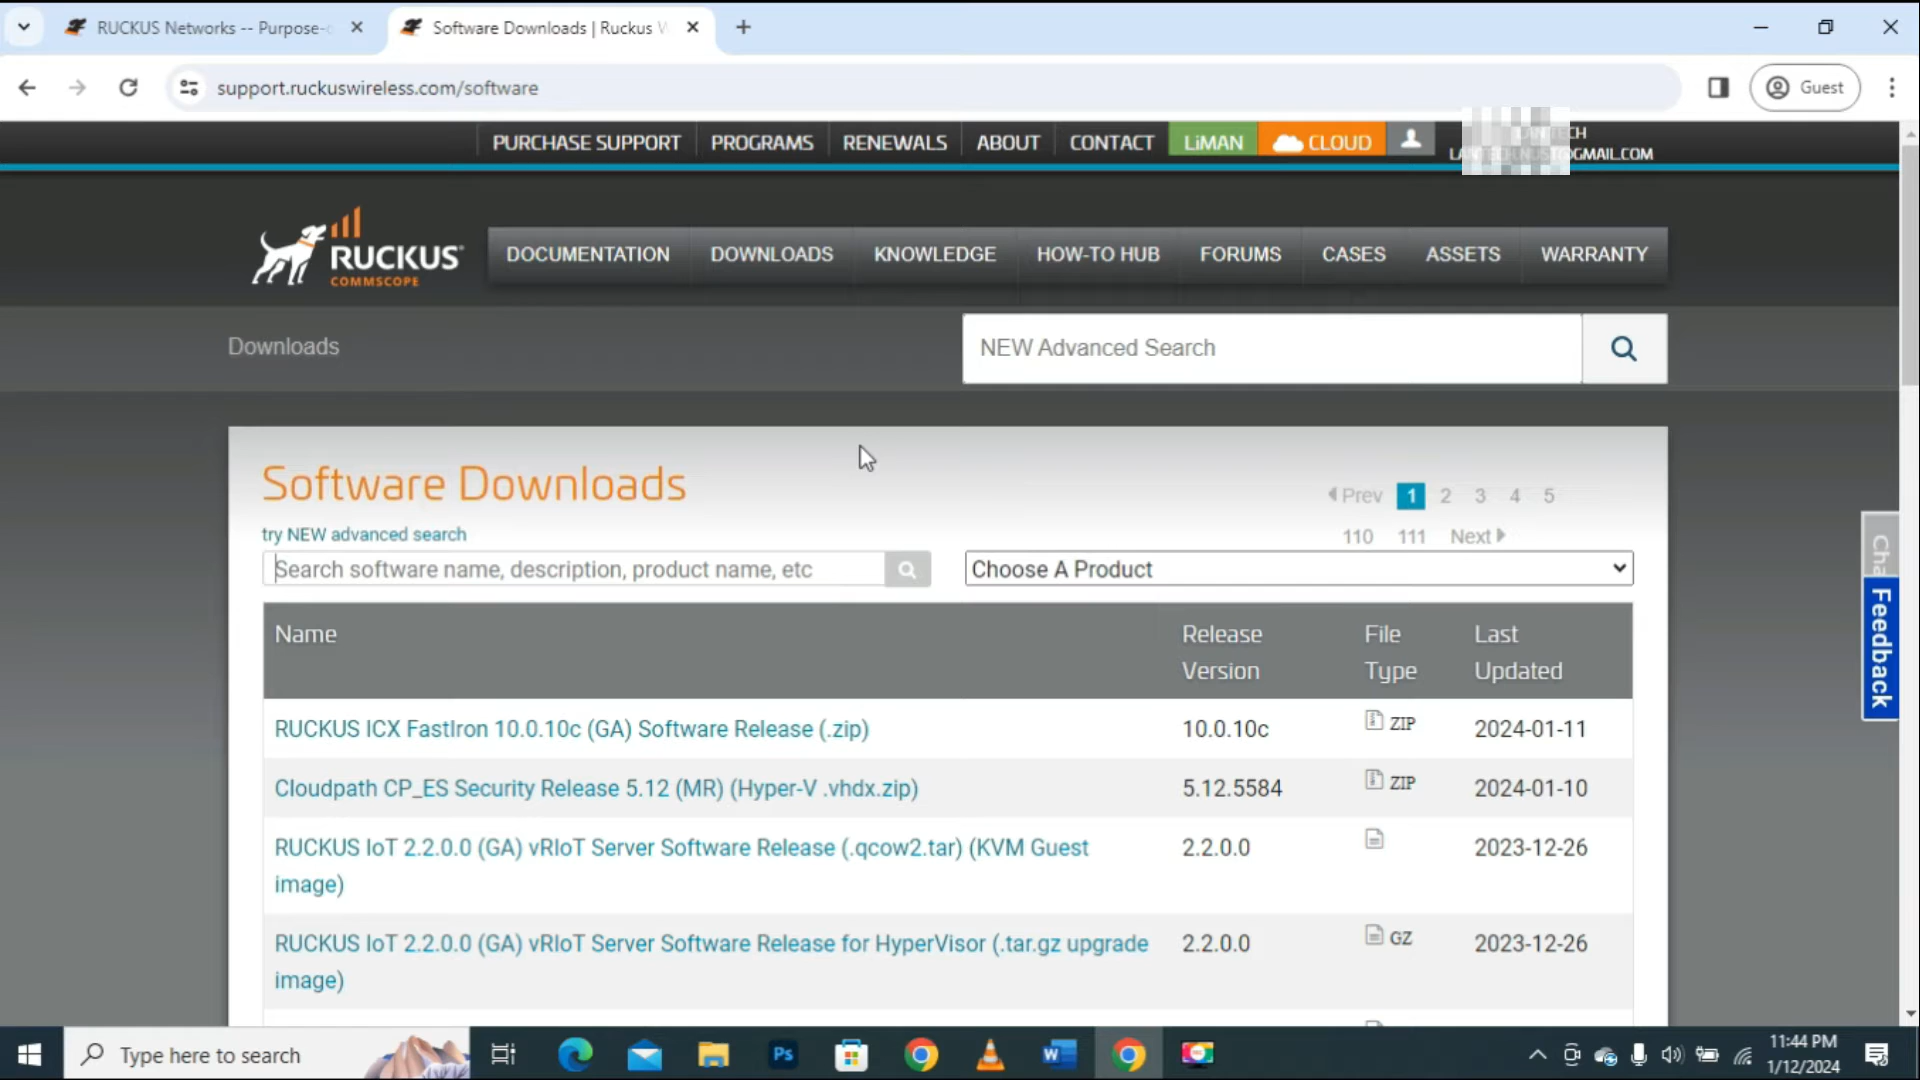 RUCKUS Networks -- Purpose-
Software Downloads | Ruckus W
support.ruckuswireless.com/software
Guest
PURCHASE SUPPORT
PROGRAMS
RENEWALS
ABOUT
CONTACT
LiMAN
CLOUD
GMAIL.COM
RUCKUS
COMMSCOPE
DOCUMENTATION
DOWNLOADS
KNOWLEDGE
HOW-TO HUB
FORUMS
CASES
ASSETS
WARRANTY
Downloads
NEW Advanced Search
Software Downloads
Prev 1 2 3 4 5
110 111 Next
try NEW advanced search
Search software name, description, product name, etc
Choose A Product
Name
Release
Version
File
Type
Last
Updated
RUCKUS ICX FastIron 10.0.10c (GA) Software Release (.zip) 10.0.10c ZIP 2024-01-11
Cloudpath CP_ES Security Release 5.12 (MR) (Hyper-V .vhdx.zip) 5.12.5584 ZIP 2024-01-10
RUCKUS IoT 2.2.0.0 (GA) vRIoT Server Software Release (.qcow2.tar) (KVM Guest 2.2.0.0 2023-12-26
image)
RUCKUS IoT 2.2.0.0 (GA) vRIoT Server Software Release for HyperVisor (.tar.gz upgrade 2.2.0.0 GZ 2023-12-26
image)
Feedback
Type here to search
Ps
W
11:44 PM
1/12/2024